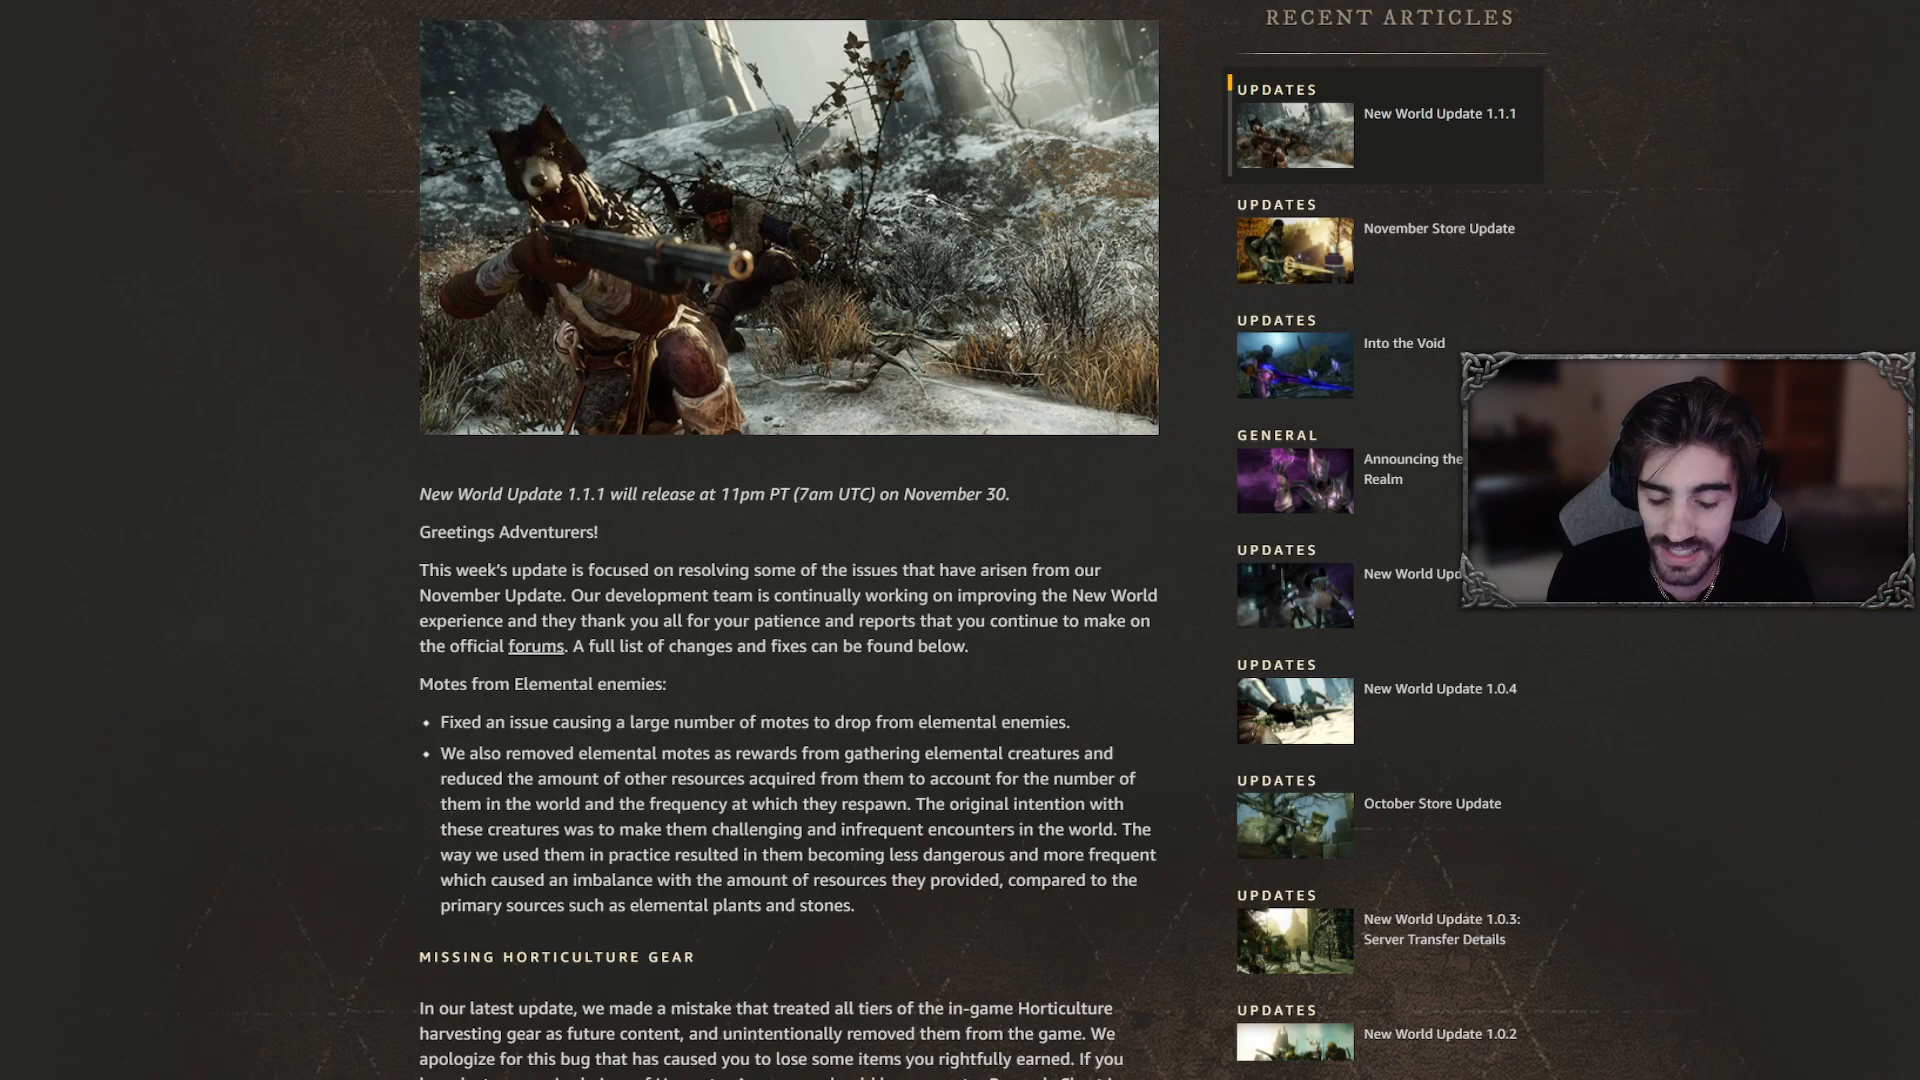 RECENT ARTICLES
UPDATES
New World Update 1.1.1
UPDATES
November Store Update
UPDATES
Into the Void
GENERAL
Announcing the
Realm
UPDATES
New World Upd
UPDATES
New World Update 1.0.4
UPDATES
October Store Update
UPDATES
New World Update 1.0.3:
Server Transfer Details
UPDATES
New World Update 1.0.2
New World Update 1.1.1 will release at 11pm PT (7am UTC) on November 30.
Greetings Adventurers!
This week’s update is focused on resolving some of the issues that have arisen from our
November Update. Our development team is continually working on improving the New World
experience and they thank you all for your patience and reports that you continue to make on
the official forums. A full list of changes and fixes can be found below.
Motes from Elemental enemies:
• Fixed an issue causing a large number of motes to drop from elemental enemies.
• We also removed elemental motes as rewards from gathering elemental creatures and
reduced the amount of other resources acquired from them to account for the number of
them in the world and the frequency at which they respawn. The original intention with
these creatures was to make them challenging and infrequent encounters in the world. The
way we used them in practice resulted in them becoming less dangerous and more frequent
which caused an imbalance with the amount of resources they provided, compared to the
primary sources such as elemental plants and stones.
MISSING HORTICULTURE GEAR
In our latest update, we made a mistake that treated all tiers of the in-game Horticulture
harvesting gear as future content, and unintentionally removed them from the game. We
apologize for this bug that has caused you to lose some items you rightfully earned. If you